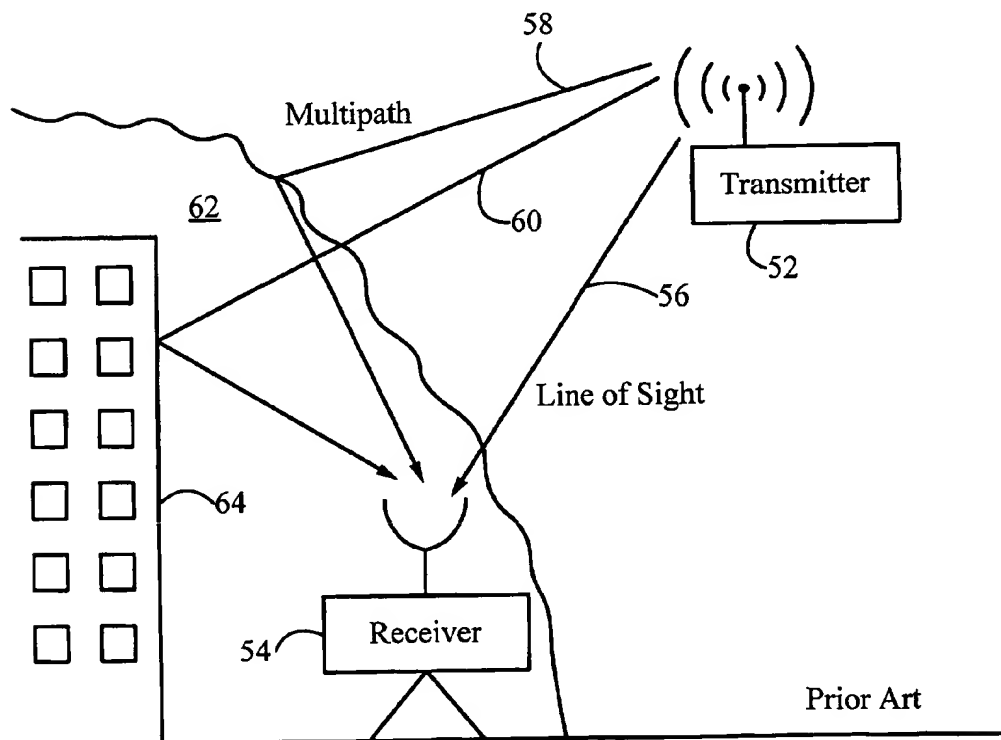 58
Multipath
Transmitter
62
60
52
56
Line of Sight
64
Receiver
54
Prior Art